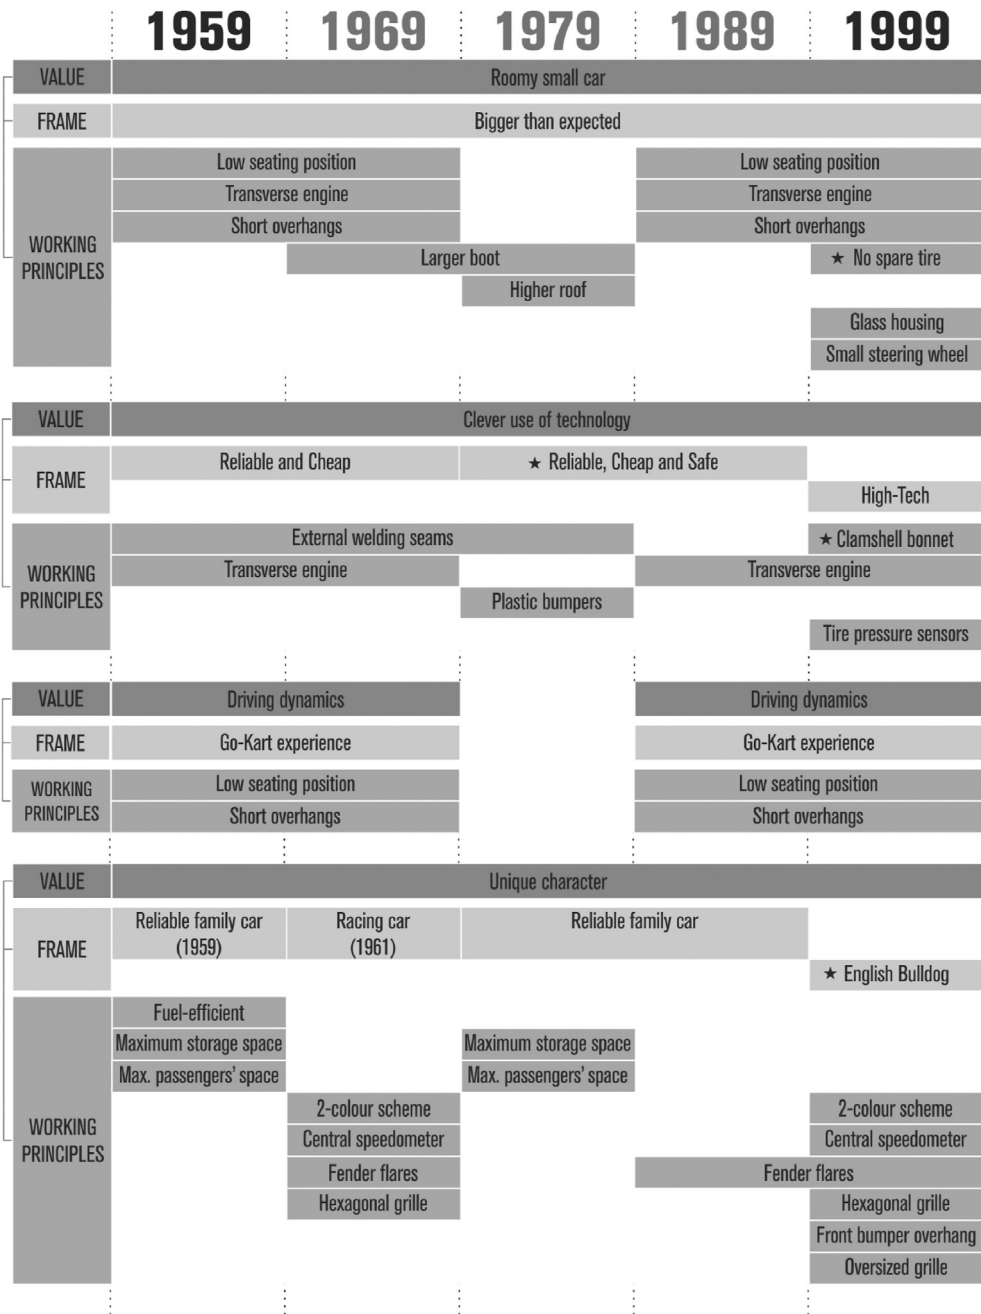 1959 1969 1979 1989 1999
VALUE Roomy small car
FRAME Bigger than expected
Low seating position Low seating position
Transverse engine Transverse engine
Short overhangs Short overhangs
WORKING
PRINCIPLES
Larger boot ★ No spare tire
Higher roof
Glass housing
Small steering wheel
VALUE Clever use of technology
FRAME
Reliable and Cheap ★ Reliable, Cheap and Safe
High-Tech
External welding seams ★ Clamshell bonnet
WORKING
PRINCIPLES
Transverse engine Transverse engine
Plastic bumpers
Tire pressure sensors
VALUE Driving dynamics Driving dynamics
FRAME Go-Kart experience Go-Kart experience
WORKING
PRINCIPLES
Low seating position Low seating position
Short overhangs Short overhangs
VALUE Unique character
FRAME
Reliable family car
(1959)
Racing car
(1961)
Reliable family car
★ English Bulldog
WORKING
PRINCIPLES
Fuel-efficient
Maximum storage space Maximum storage space
Max. passengers' space Max. passengers' space
2-colour scheme 2-colour scheme
Central speedometer Central speedometer
Fender flares Fender flares
Hexagonal grille Hexagonal grille
Front bumper overhang
Oversized grille